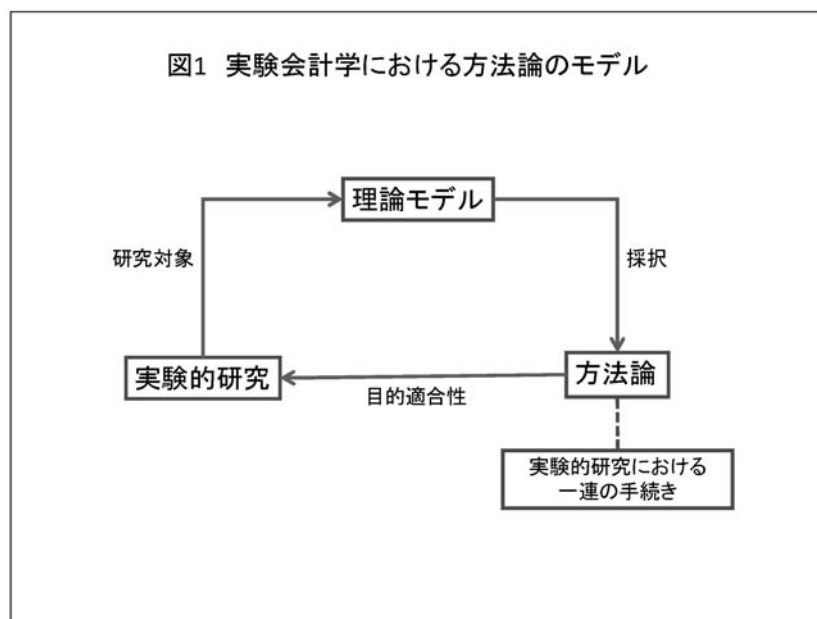 図1 実験会計学における方法論のモデル
理論モデル
研究対象
採択
実験的研究
方法論
目的適合性
実験的研究における
一連の手続き